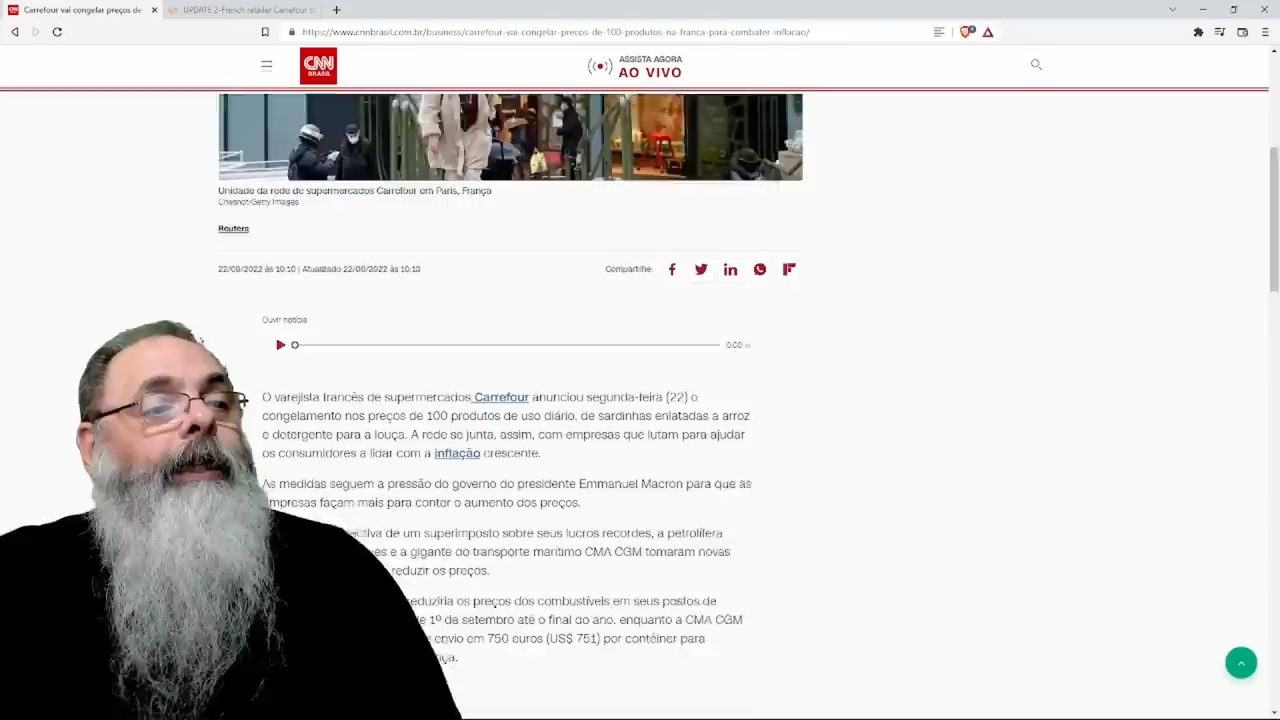 Carrefour vai congelar preços de
UPDATE 2-French retailer Carrefour to
https://www.cnnbrasil.com.br/business/carrefour-vai-congelar-precos-de-100-produtos-na-franca-para-combater-inflacao/
CNN
BRASIL
ASSISTA AGORA
AO VIVO
Unidade da rede de supermercados Carrefour em Paris, França
Chesnot/Getty Images
Reuters
22/08/2022 às 10:10 | Atualizado 22/08/2022 às 10:13
Compartilhe:
Ouvir notícia
0:00
O varejista francês de supermercados Carrefour anunciou segunda-feira (22) o
congelamento nos preços de 100 produtos de uso diário, de sardinhas enlatadas a arroz
e detergente para a louça. A rede se junta, assim, com empresas que lutam para ajudar
os consumidores a lidar com a inflação crescente.
As medidas seguem a pressão do governo do presidente Emmanuel Macron para que as
empresas façam mais para conter o aumento dos preços.
de um superimposto sobre seus lucros recordes, a petrolífera
e a gigante do transporte marítimo CMA CGM tomaram novas
reduzir os preços.
reduziria os preços dos combustíveis em seus postos de
1º de setembro até o final do ano, enquanto a CMA CGM
envio em 750 euros (US$ 751) por contêiner para